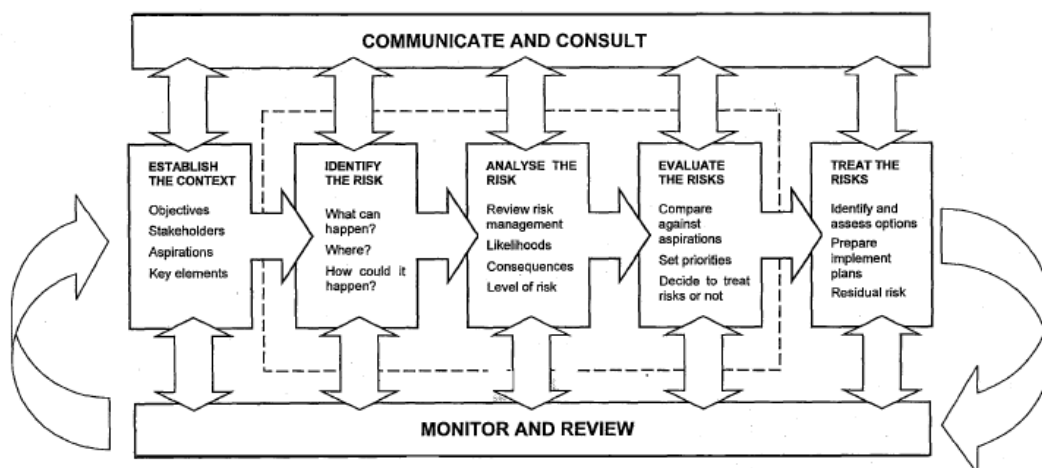 COMMUNICATE AND CONSULT
ESTABLISH
THE CONTEXT
Objectives
Stakeholders
Aspirations
Key elements
IDENTIFY
THE RISK
What can
happen?
Where?
How could it
happen?
ANALYSE THE
RISK
Review risk
management
Likelihoods
Consequences
Level of risk
EVALUATE
THE RISKS
Compare
against
aspirations
Set priorities
Decide to treat
risks or not
TREAT THE
RISKS
Identify and
assess options
Prepare
Implement
plans
Residual risk
MONITOR AND REVIEW